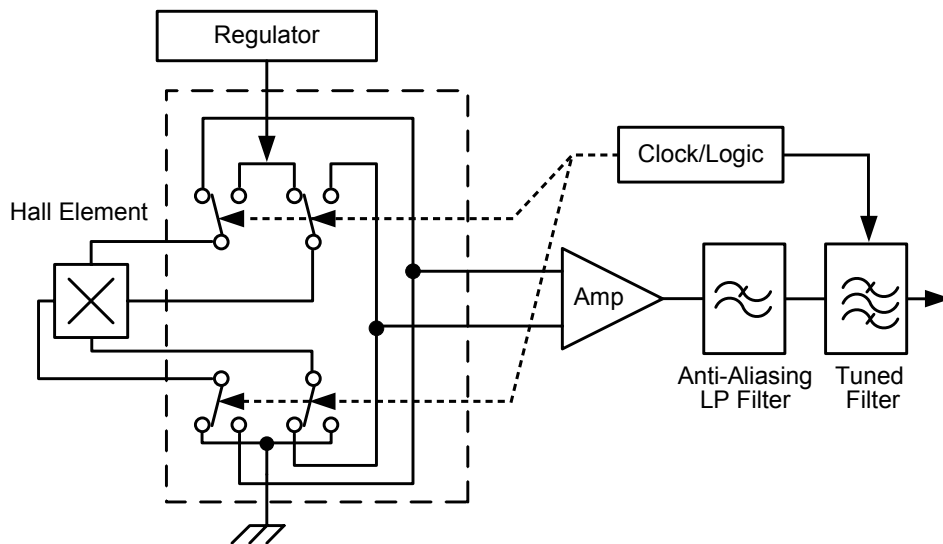 Regulator
Clock/Logic
Hall Element
Amp
Anti-Aliasing
LP Filter
Tuned
Filter